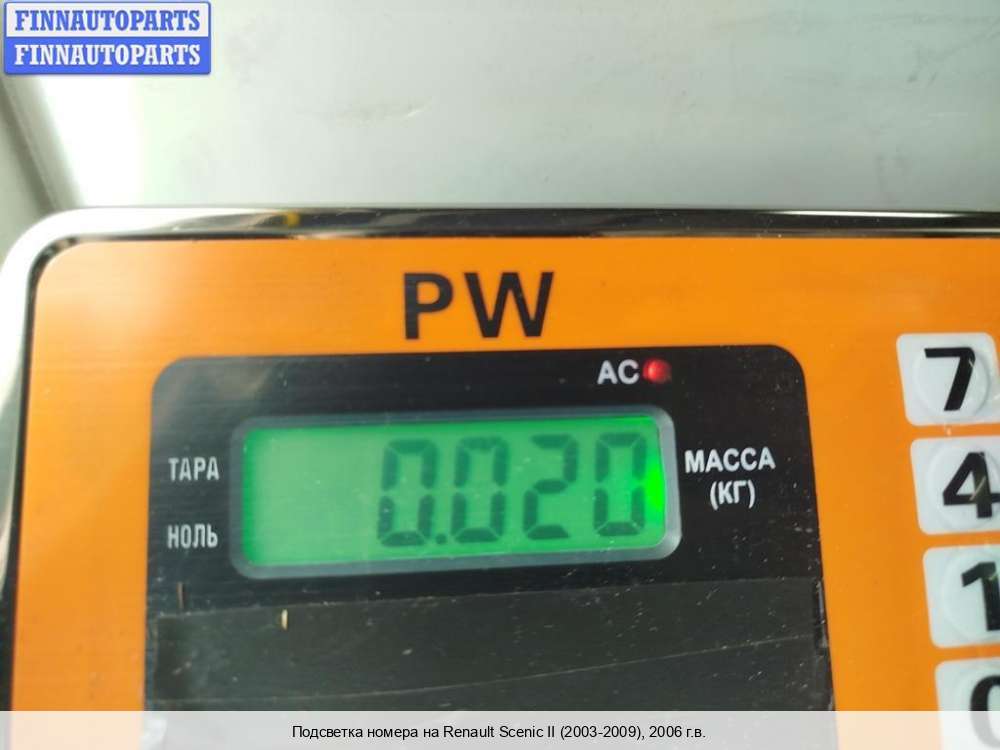 FINNAUTOPARTS
FINNAUTOPARTS
PW
AC
7
ТАРА
0.020
МАССА
(КГ)
4
НОЛЬ
1
0
Подсветка номера на Renault Scenic II (2003-2009), 2006 г.в.